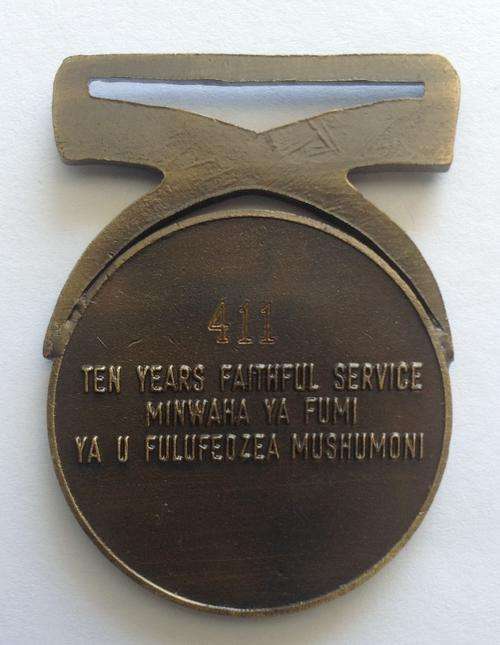 411
TEN YEARS FAITHFUL SERVICE
MINWAHA YA FUMI
YA U FULUFEDZEA MUSHUMONI